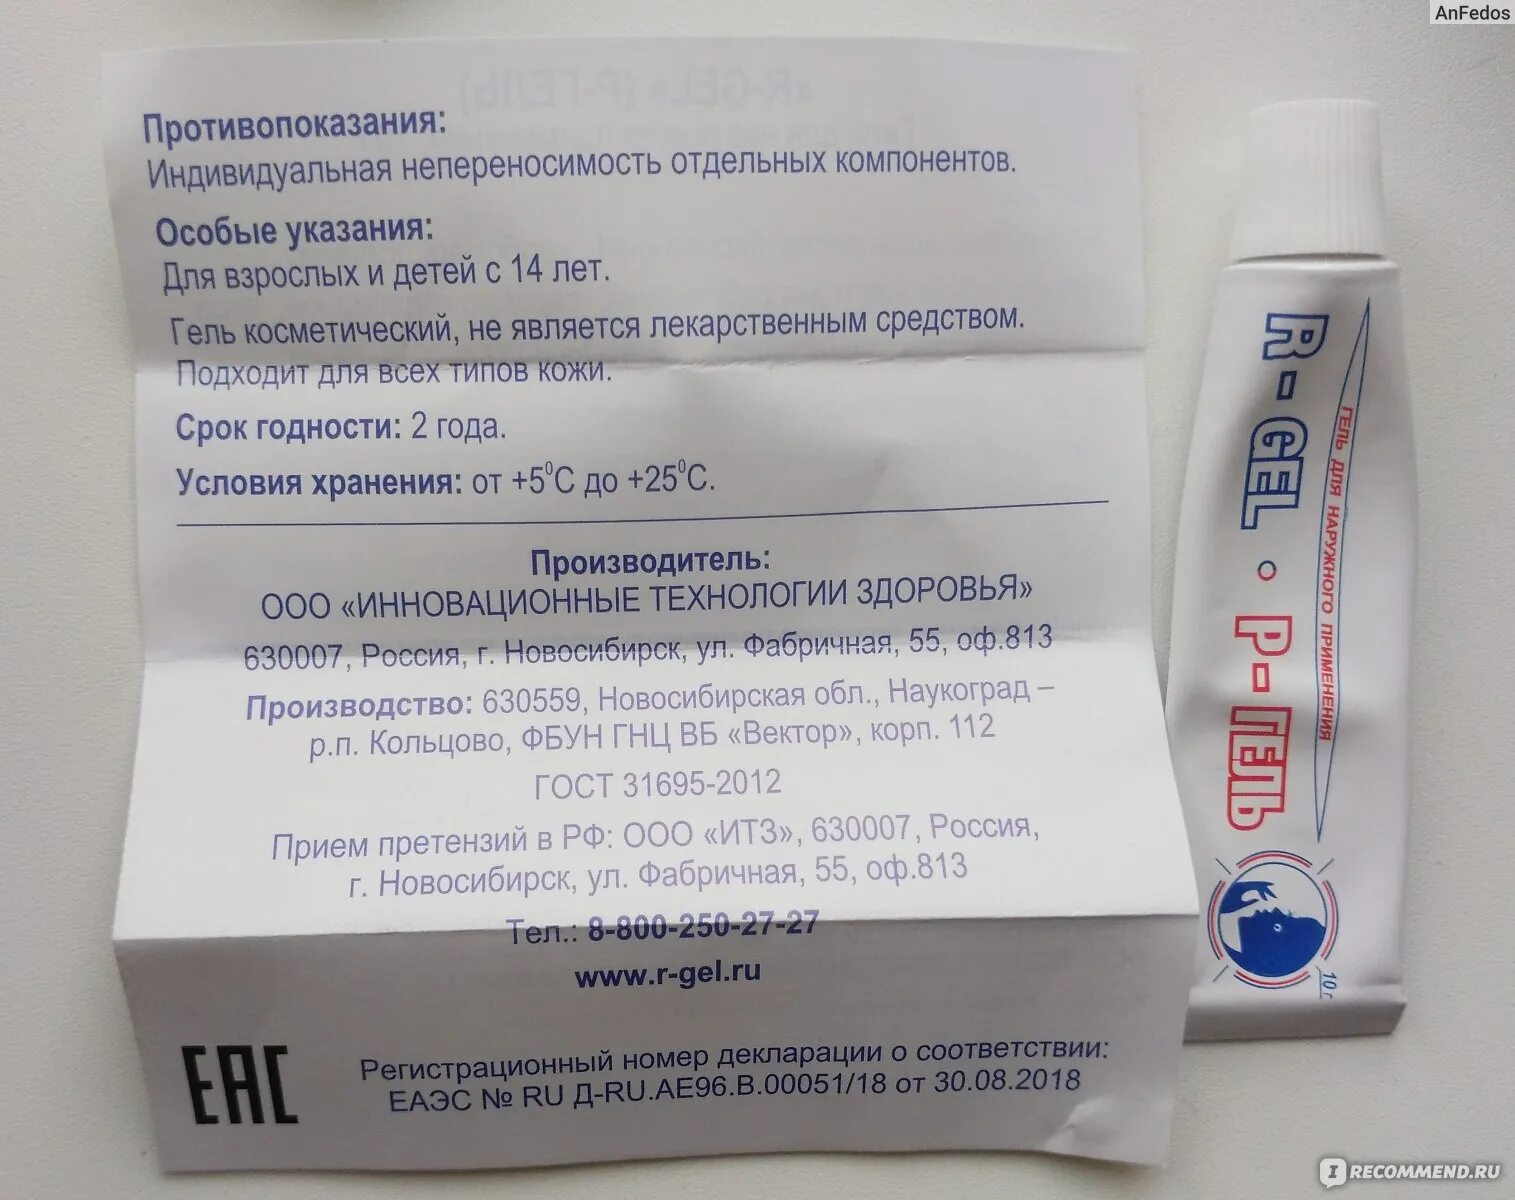 AnFedos
Противопоказания:
Индивидуальная непереносимость отдельных компонентов.
Особые указания:
Для взрослых и детей с 14 лет.
Гель косметический, не является лекарственным средством.
Подходит для всех типов кожи.
Срок годности: 2 года.
Условия хранения: от +5⁰С до +25⁰С.
Производитель:
ООО «ИННОВАЦИОННЫЕ ТЕХНОЛОГИИ ЗДОРОВЬЯ»
630007, Россия, г. Новосибирск, ул. Фабричная, 55, оф.813
Производство: 630559, Новосибирская обл., Наукоград –
р.п. Кольцово, ФБУН ГНЦ ВБ «Вектор», корп. 112
ГОСТ 31695-2012
Прием претензий в РФ: ООО «ИТЗ», 630007, Россия,
г. Новосибирск, ул. Фабричная, 55, оф.813
Тел.: 8-800-250-27-27
www.r-gel.ru
EAC
Регистрационный номер декларации о соответствии:
ЕАЭС № RU Д-RU.АЕ96.В.00051/18 от 30.08.2018
R-GEL · Р-ГЕЛЬ
ГЕЛЬ ДЛЯ НАРУЖНОГО ПРИМЕНЕНИЯ
10 г
IRECOMMEND.RU